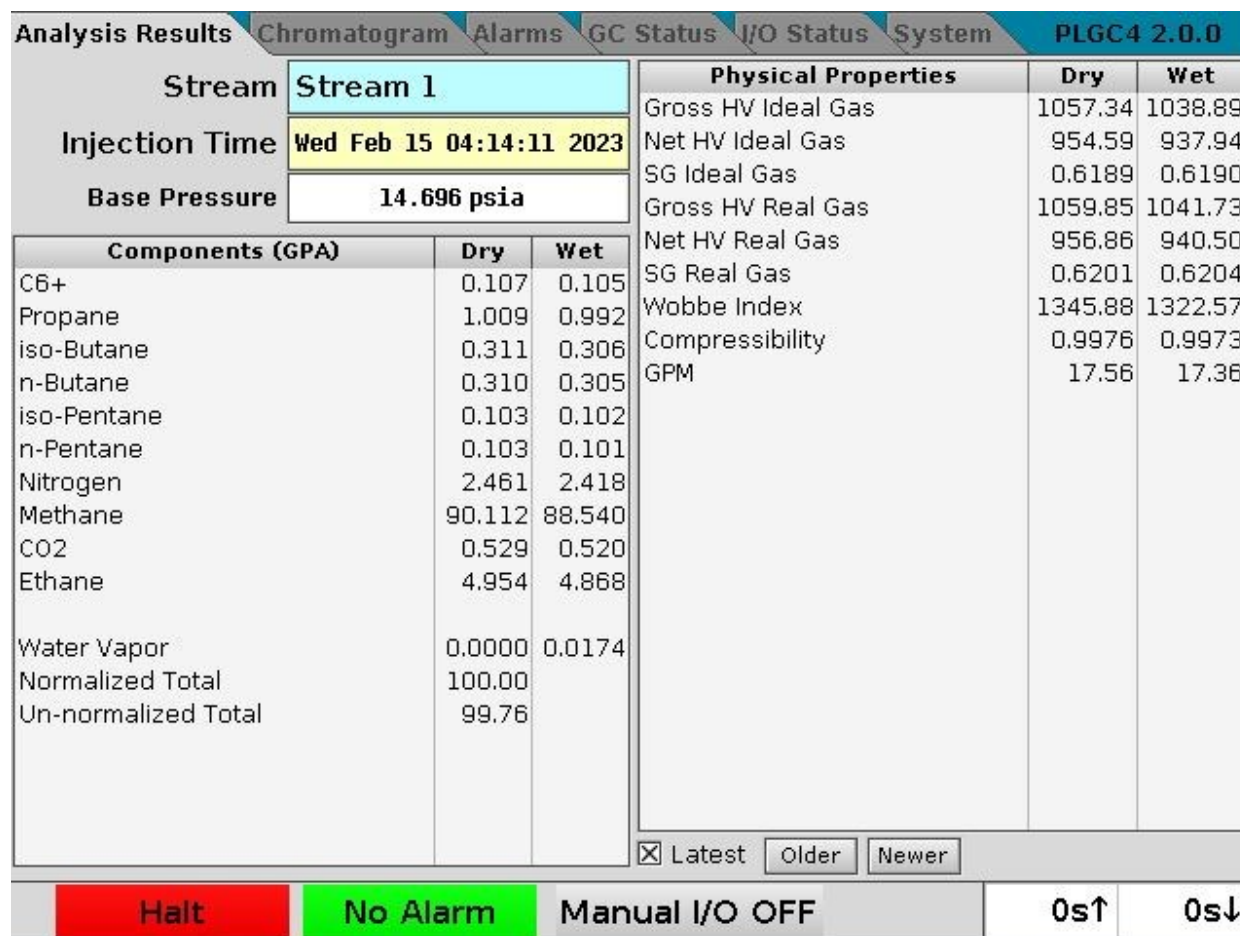 Analysis Results Chromatogram Alarms GC Status I/O Status System PLGC4 2.0.0
Stream Stream 1
Injection Time Wed Feb 15 04:14:11 2023
Base Pressure 14.696 psia
Components (GPA) Dry Wet
C6+ 0.107 0.105
Propane 1.009 0.992
iso-Butane 0.311 0.306
n-Butane 0.310 0.305
iso-Pentane 0.103 0.102
n-Pentane 0.103 0.101
Nitrogen 2.461 2.418
Methane 90.112 88.540
CO2 0.529 0.520
Ethane 4.954 4.868
Water Vapor 0.0000 0.0174
Normalized Total 100.00
Un-normalized Total 99.76
Physical Properties Dry Wet
Gross HV Ideal Gas 1057.34 1038.89
Net HV Ideal Gas 954.59 937.94
SG Ideal Gas 0.6189 0.6190
Gross HV Real Gas 1059.85 1041.73
Net HV Real Gas 956.86 940.50
SG Real Gas 0.6201 0.6204
Wobbe Index 1345.88 1322.57
Compressibility 0.9976 0.9973
GPM 17.56 17.36
Latest Older Newer
Halt No Alarm Manual I/O OFF 0s↑ 0s↓